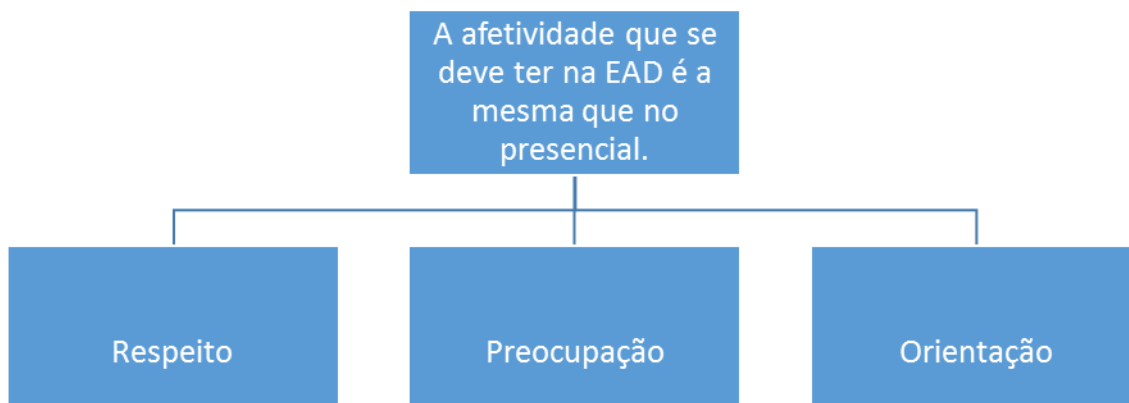 A afetividade que se
deve ter na EAD é a
mesma que no
presencial.
Respeito
Preocupação
Orientação